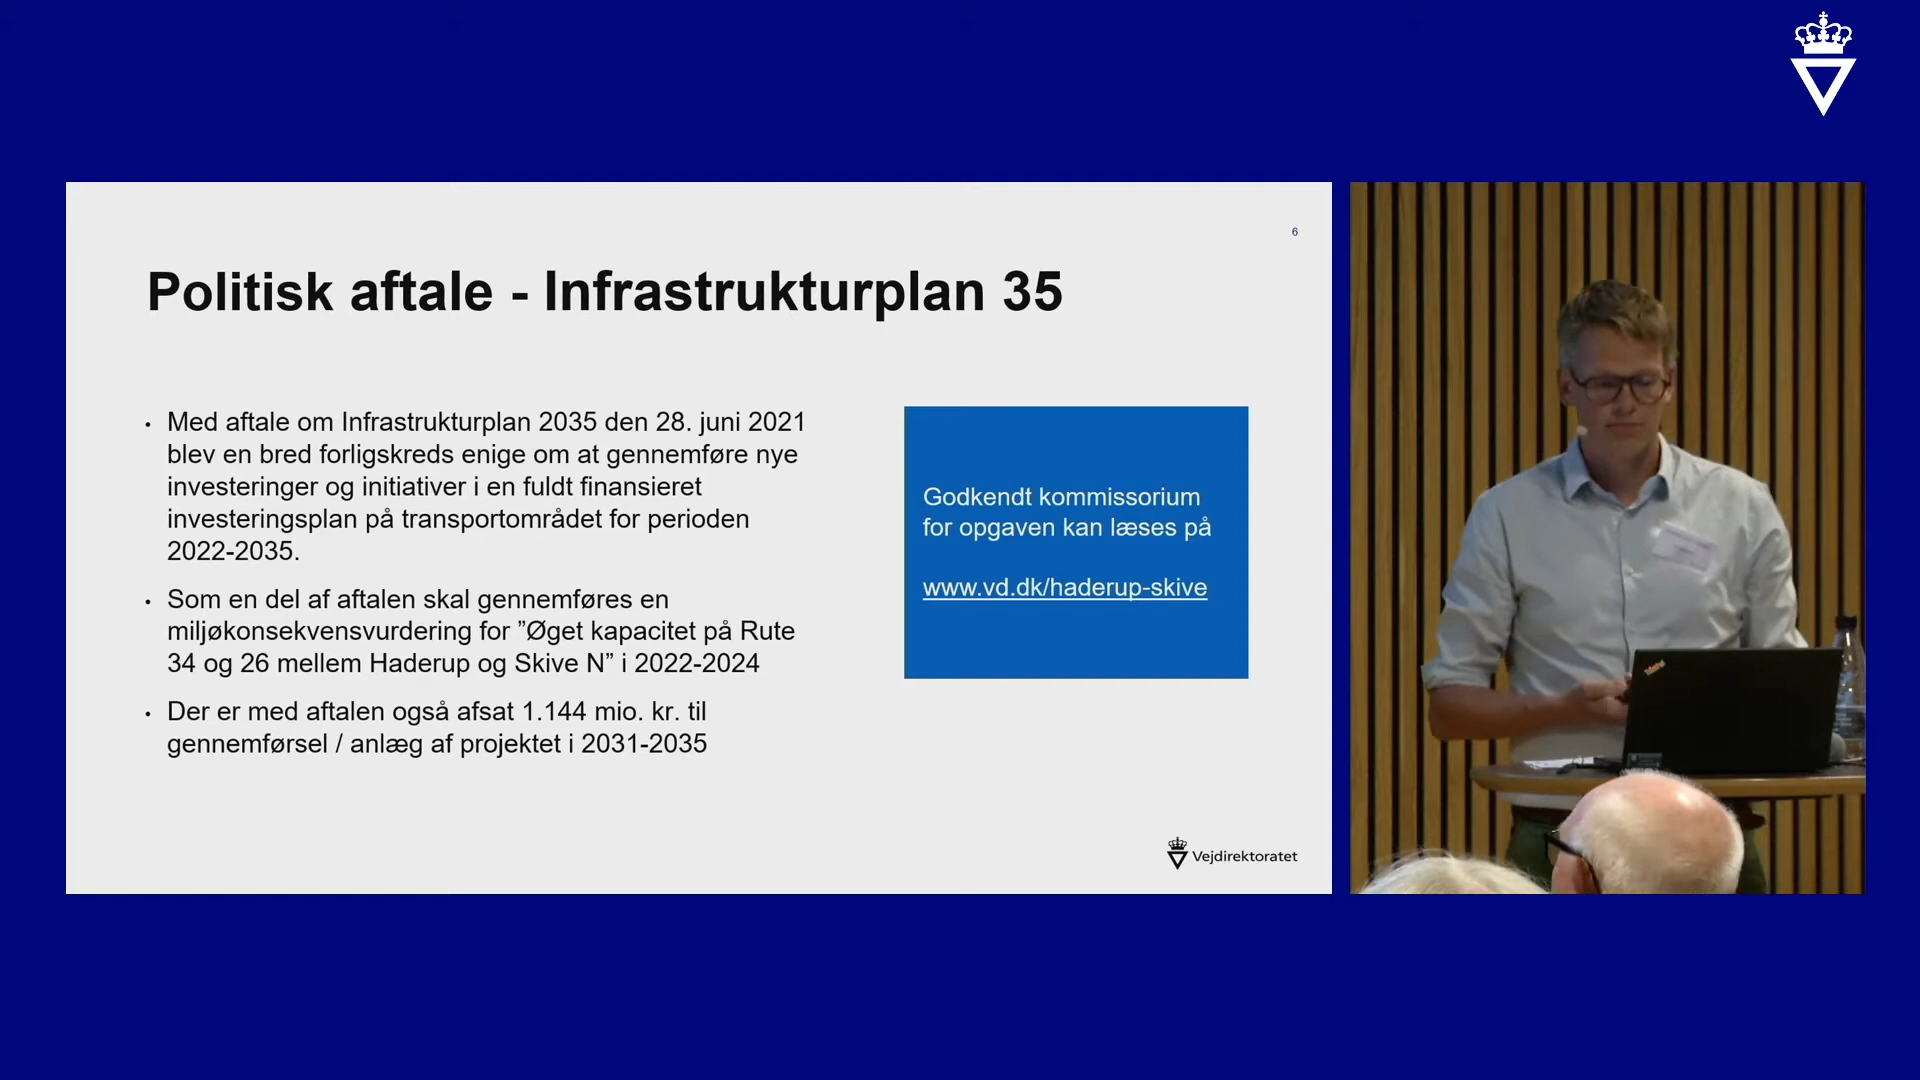 6
Politisk aftale - Infrastrukturplan 35
• Med aftale om Infrastrukturplan 2035 den 28. juni 2021
blev en bred forligskreds enige om at gennemføre nye
investeringer og initiativer i en fuldt finansieret
investeringsplan på transportområdet for perioden
2022-2035.
• Som en del af aftalen skal gennemføres en
miljøkonsekvensvurdering for ”Øget kapacitet på Rute
34 og 26 mellem Haderup og Skive N” i 2022-2024
• Der er med aftalen også afsat 1.144 mio. kr. til
gennemførsel / anlæg af projektet i 2031-2035
Godkendt kommissorium
for opgaven kan læses på
www.vd.dk/haderup-skive
Vejdirektoratet
ThinkPad